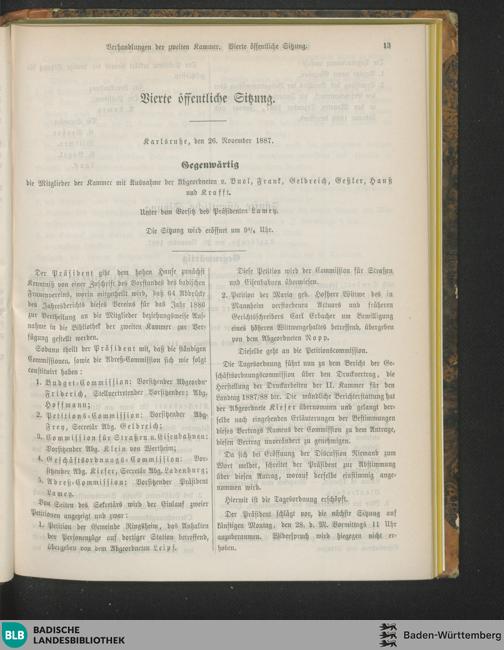 Verhandlungen der zweiten Kammer. Vierte öffentliche Sitzung. 13
Vierte öffentliche Sitzung.
Karlsruhe, den 26. November 1887.
Gegenwärtig
die Mitglieder der Kammer mit Ausnahme der Abgeordneten v. Buol, Frank, Gelbreich, Geßler, Hanß
und Krafft.
Unter dem Vorsitz des Präsidenten Lamey.
Die Sitzung wird eröffnet um 9¼ Uhr.
Der Präsident gibt dem hohen Hause zunächst
Kenntniß von einer Zuschrift des Vorstandes des badischen
Frauenvereins, worin mitgetheilt wird, daß 64 Abdrücke
des Jahresberichts dieses Vereins für das Jahr 1886
zur Vertheilung an die Mitglieder beziehungsweise Auf-
nahme in die Bibliothek der zweiten Kammer zur Ver-
fügung gestellt werden.
Sodann theilt der Präsident mit, daß die ständigen
Commissionen, sowie die Adreß-Commission sich wie folgt
constituirt haben:
1. Budget-Commission: Vorsitzender Abgeordn.
Friderich, Stellvertretender Vorsitzender: Abg.
Hoffmann;
2. Petitions-Commission: Vorsitzender Abg.
Frey, Secretär Abg. Geldreich;
3. Commission für Straßen u. Eisenbahnen:
Vorsitzender Abg. Klein von Wertheim;
4. Geschäftsordnungs-Commission: Vor-
sitzender Abg. Kiefer, Secretär Abg. Ladenburg;
5. Adreß-Commission: Vorsitzender Präsident
Lamey.
Von Seiten des Sekretärs wird der Einlauf zweier
Petitionen angezeigt und zwar:
1. Petition der Gemeinde Ringsheim, das Anhalten
der Personenzüge auf dortiger Station betreffend,
übergeben von dem Abgeordneten Leipf.
Diese Petition wird der Commission für Straßen
und Eisenbahnen überwiesen.
2. Petition der Maria geb. Hofherr Wittwe des in
Mannheim verstorbenen Actuars und früheren
Gerichtsschreibers Carl Erbacher um Bewilligung
eines höheren Wittwengehaltes betreffend, übergeben
von dem Abgeordneten Nopp.
Dieselbe geht an die Petitionscommission.
Die Tagesordnung führt nun zu dem Bericht der Ge-
schäftsordnungscommission über den Druckvertrag, die
Herstellung der Druckarbeiten der II. Kammer für den
Landtag 1887/88 betr. Die mündliche Berichterstattung hat
der Abgeordnete Kiefer übernommen und gelangt der-
selbe nach eingehenden Erläuterungen der Bestimmungen
dieses Vertrags Namens der Commission zu dem Antrage,
diesen Vertrag unverändert zu genehmigen.
Da sich bei Eröffnung der Discussion Niemand zum
Wort meldet, schreitet der Präsident zur Abstimmung
über diesen Antrag, worauf derselbe einstimmig ange-
nommen wird.
Hiermit ist die Tagesordnung erschöpft.
Der Präsident schlägt vor, die nächste Sitzung auf
künftigen Montag, den 28. d. M. Vormittags 11 Uhr
anzuberaumen. Widerspruch wird hiegegen nicht er-
hoben.
BLB BADISCHE
LANDESBIBLIOTHEK
Baden-Württemberg